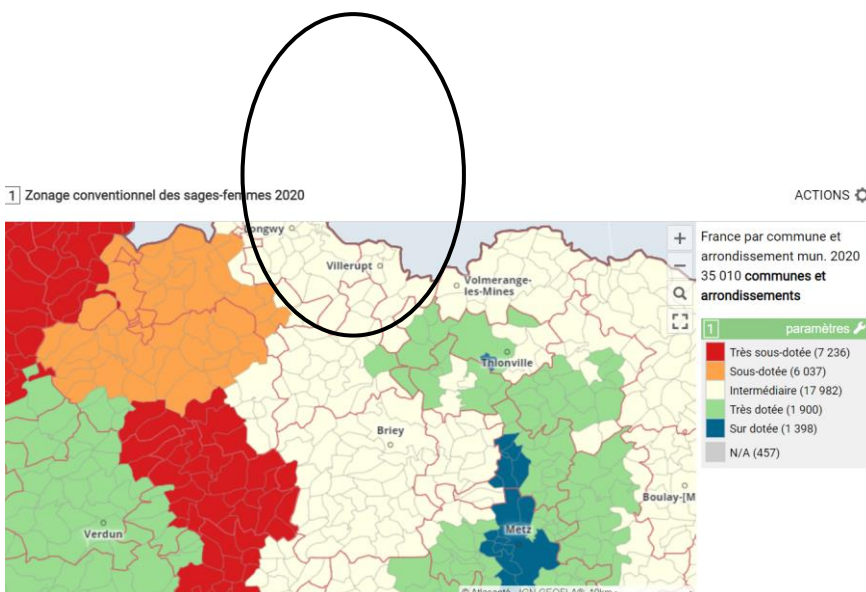 1 Zonage conventionnel des sages-femmes 2020
ACTIONS
Longwy
Villerupt
Volmerange-
les-Mines
Thionville
Briey
Verdun
Metz
Boulay-[M
+
−
France par commune et
arrondissement mun. 2020
35 010 communes et
arrondissements
1 paramètres
Très sous-dotée (7 236)
Sous-dotée (6 037)
Intermédiaire (17 982)
Très dotée (1 900)
Sur dotée (1 398)
N/A (457)